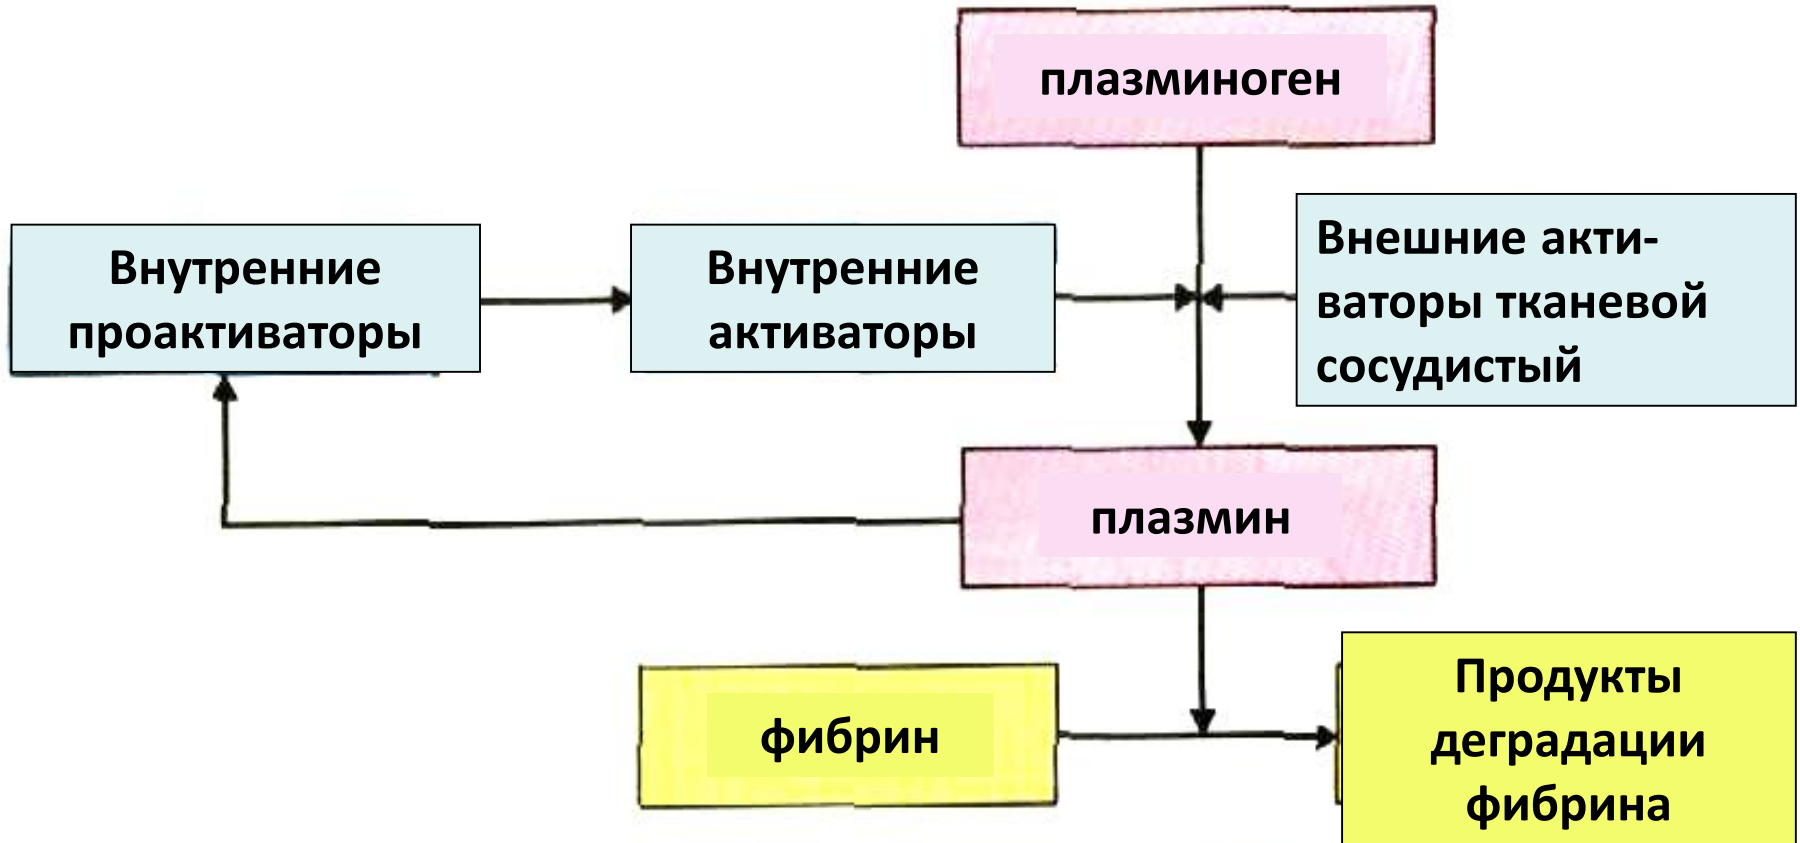 плазминоген
Внутренние
проактиваторы
Внутренние
активаторы
Внешние акти-
ваторы тканевой
сосудистый
плазмин
фибрин
Продукты
деградации
фибрина